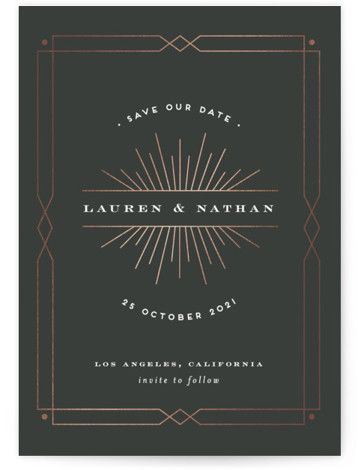 • SAVE OUR DATE •
LAUREN & NATHAN
25 OCTOBER 2021
LOS ANGELES, CALIFORNIA
invite to follow